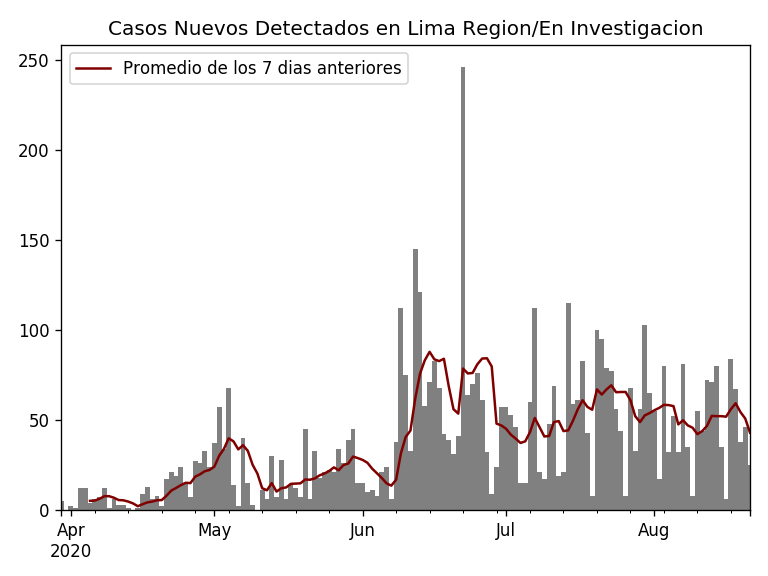 Casos Nuevos Detectados en Lima Region/En Investigacion
Promedio de los 7 dias anteriores
250
200
150
100
50
0
Apr
2020
May
Jun
Jul
Aug